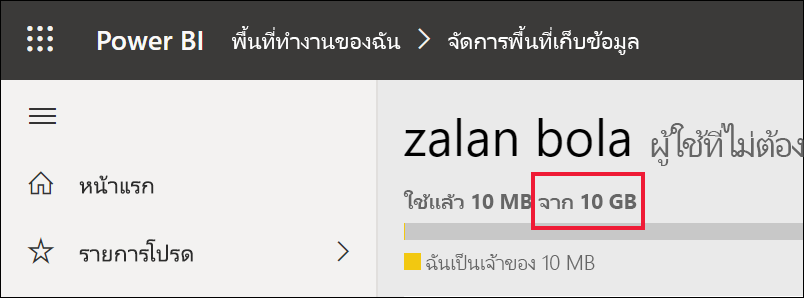 Power BI พื้นที่ทำงานของฉัน > จัดการพื้นที่เก็บข้อมูล
zalan bola ผู้ใช้ที่ไม่ต้อง
หน้าแรก
ใช้แล้ว 10 MB จาก 10 GB
รายการโปรด >
ฉันเป็นเจ้าของ 10 MB